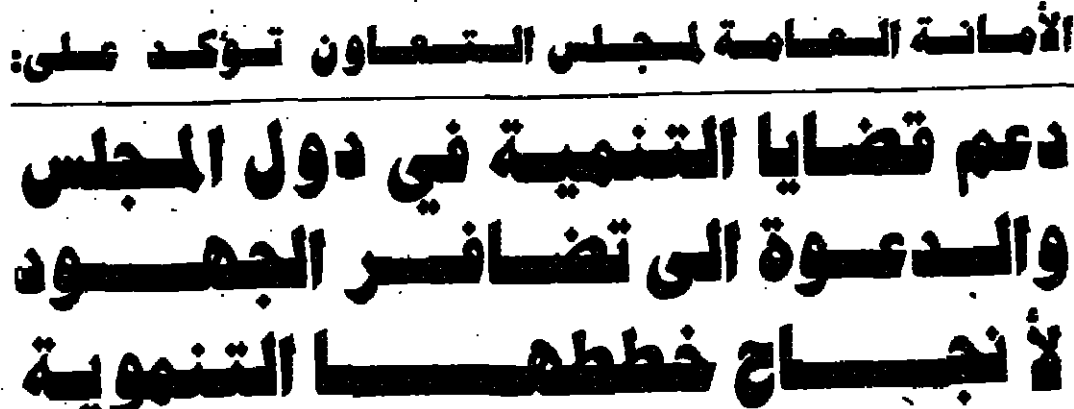 الأمانة العامة لمجلس التعاون تؤكد على:
دعم قضايا التنمية في دول المجلس
والدعوة الى تضافر الجهود
لأنجاح خططها التنموية